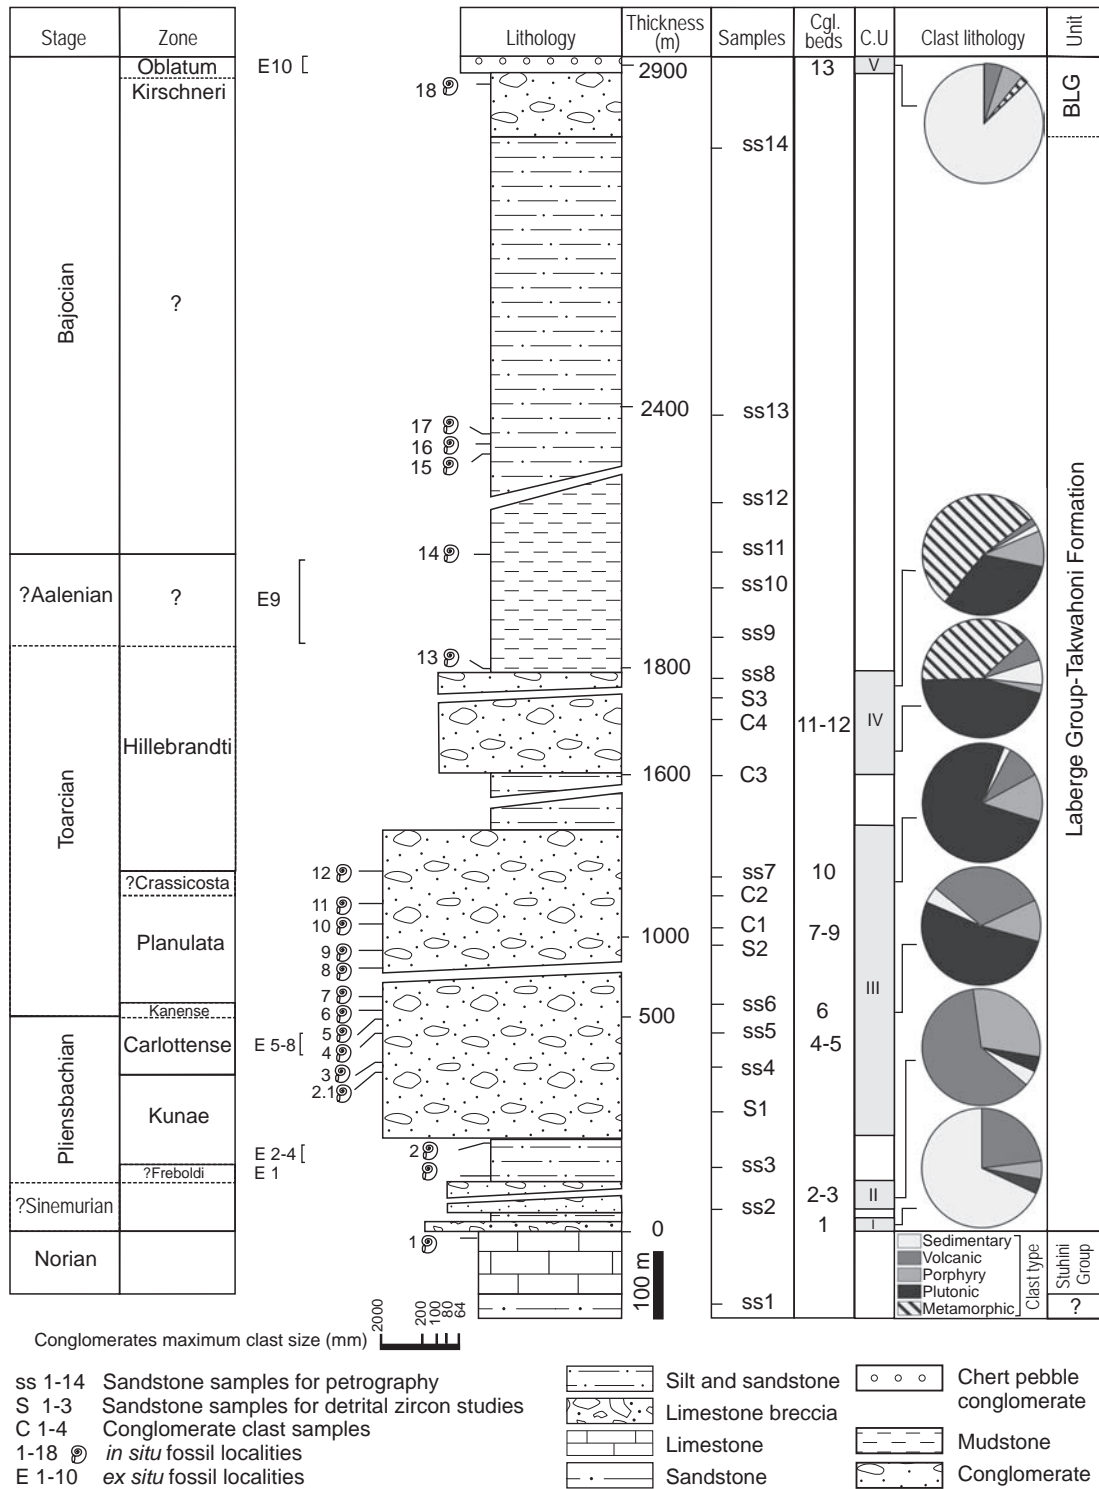 Stage
Zone
Lithology
Thickness
(m)
Samples
Cgl.
beds
C.U
Clast lithology
Unit
Oblatum
E10
2900
13
V
Kirschneri
18
BLG
ss14
Bajocian
?
2400
ss13
17
16
15
ss12
14
ss11
?Aalenian
?
E9
ss10
ss9
13
1800
ss8
S3
Hillebrandti
C4
11-12
IV
1600
C3
Toarcian
Laberge Group-Takwahoni Formation
12
ss7
10
?Crassicosta
C2
11
10
C1
7-9
Planulata
1000
S2
9
8
III
7
ss6
6
Kanense
6
500
5
ss5
4-5
Carlottense
E 5-8
4
3
ss4
2.1
Pliensbachian
Kunae
S1
2
E 2-4
ss3
?Freboldi
E 1
2-3
II
?Sinemurian
ss2
1
I
0
1
Norian
Sedimentary
Volcanic
Porphyry
Plutonic
Metamorphic
Clast type
Stuhini
Group
100 m
ss1
?
Conglomerates maximum clast size (mm)
2000
200
100
80
64
ss 1-14 Sandstone samples for petrography
S 1-3 Sandstone samples for detrital zircon studies
C 1-4 Conglomerate clast samples
1-18 in situ fossil localities
E 1-10 ex situ fossil localities
Silt and sandstone
Limestone breccia
Limestone
Sandstone
Chert pebble
conglomerate
Mudstone
Conglomerate